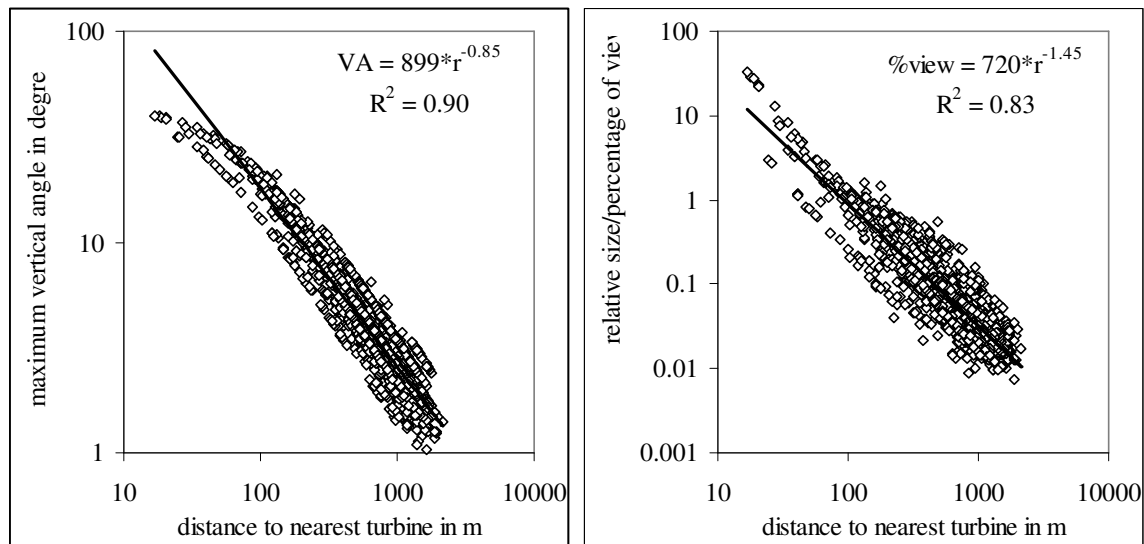 100
10
1
maximum vertical angle in degre
VA = 899*r^-0.85
R^2 = 0.90
10 100 1000 10000
distance to nearest turbine in m
100
10
1
0.1
0.01
0.001
relative size/percentage of view
%view = 720*r^-1.45
R^2 = 0.83
10 100 1000 10000
distance to nearest turbine in m